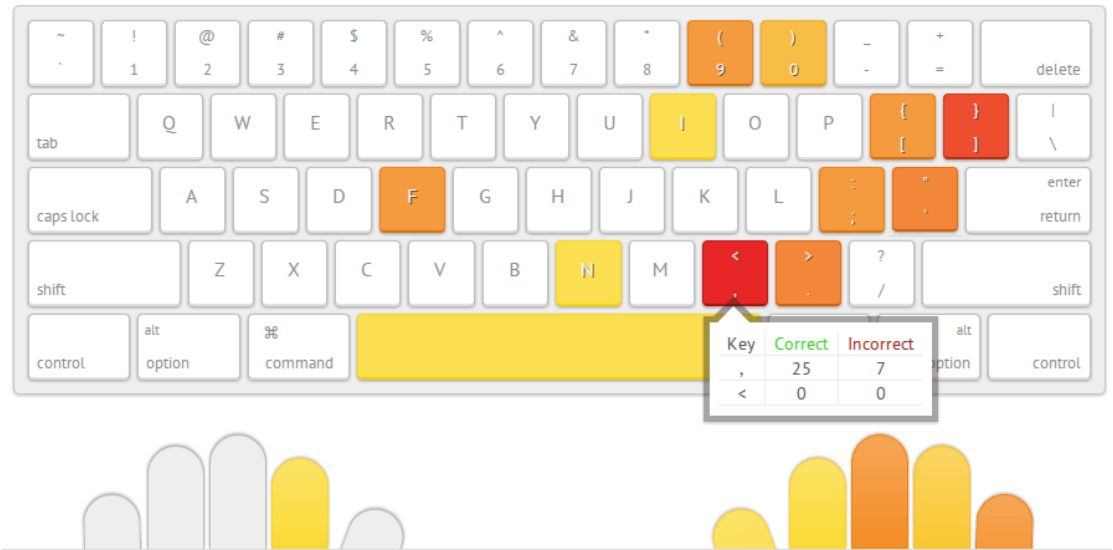 ~ ! @ # $ % ^ & * ( ) _ +
` 1 2 3 4 5 6 7 8 9 0 - = delete
Q W E R T Y U I O P { } |
tab [ ] \
A S D F G H J K L : " enter
caps lock ; ' return
Z X C V B N M < > ?
shift , . / shift
alt ⌘ alt
control option command ption control
Key Correct Incorrect
, 25 7
< 0 0